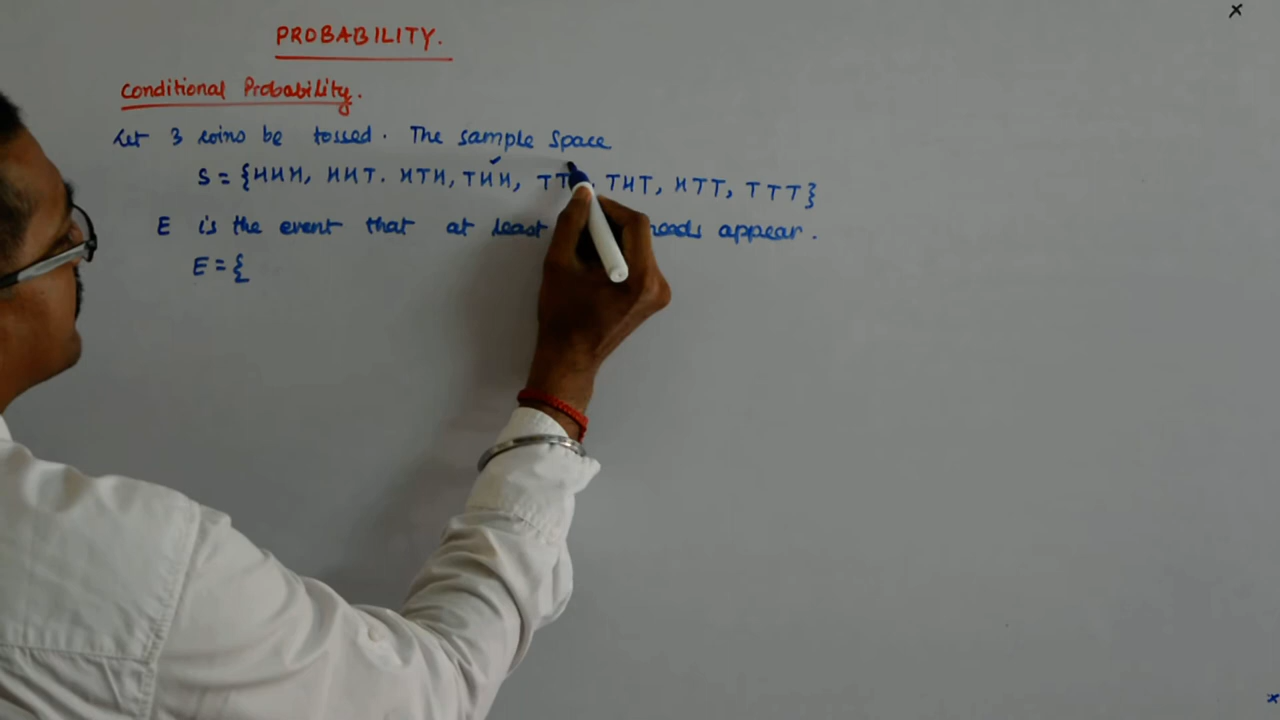 PROBABILITY.
Conditional Probability.
Let 3 coins be tossed. The sample space
S = {HHH, HHT. HTH, THH, TT , THT, HTT, TTT}
E is the event that at least heads appear.
E = {